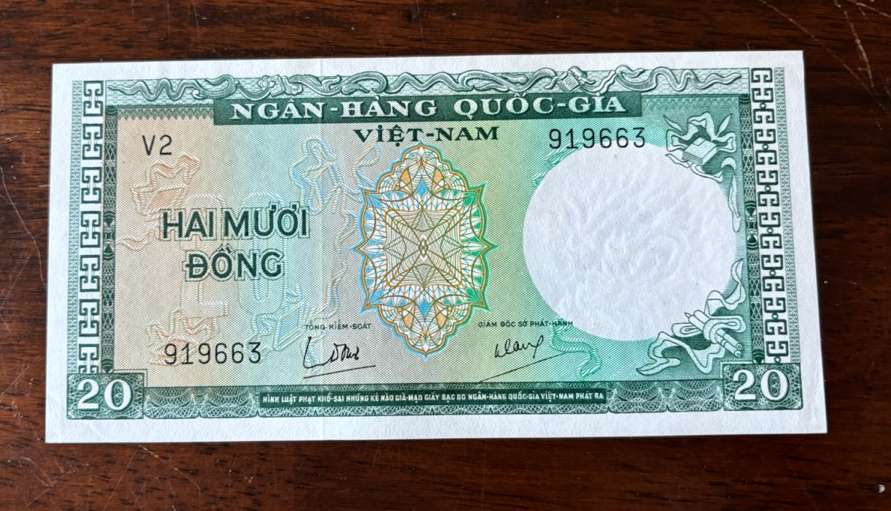 NGÂN-HÀNG QUỐC-GIA
VIỆT-NAM
V2
919663
HAI MƯƠI
ĐỒNG
TỔNG KIỂM-SOÁT
GIÁM ĐỐC SỞ PHÁT-HÀNH
919663
20
20
HÌNH LUẬT PHẠT KHỔ-SAI NHỮNG KẺ NÀO GIẢ-MẠO GIẤY BẠC DO NGÂN-HÀNG QUỐC-GIA VIỆT-NAM PHÁT RA